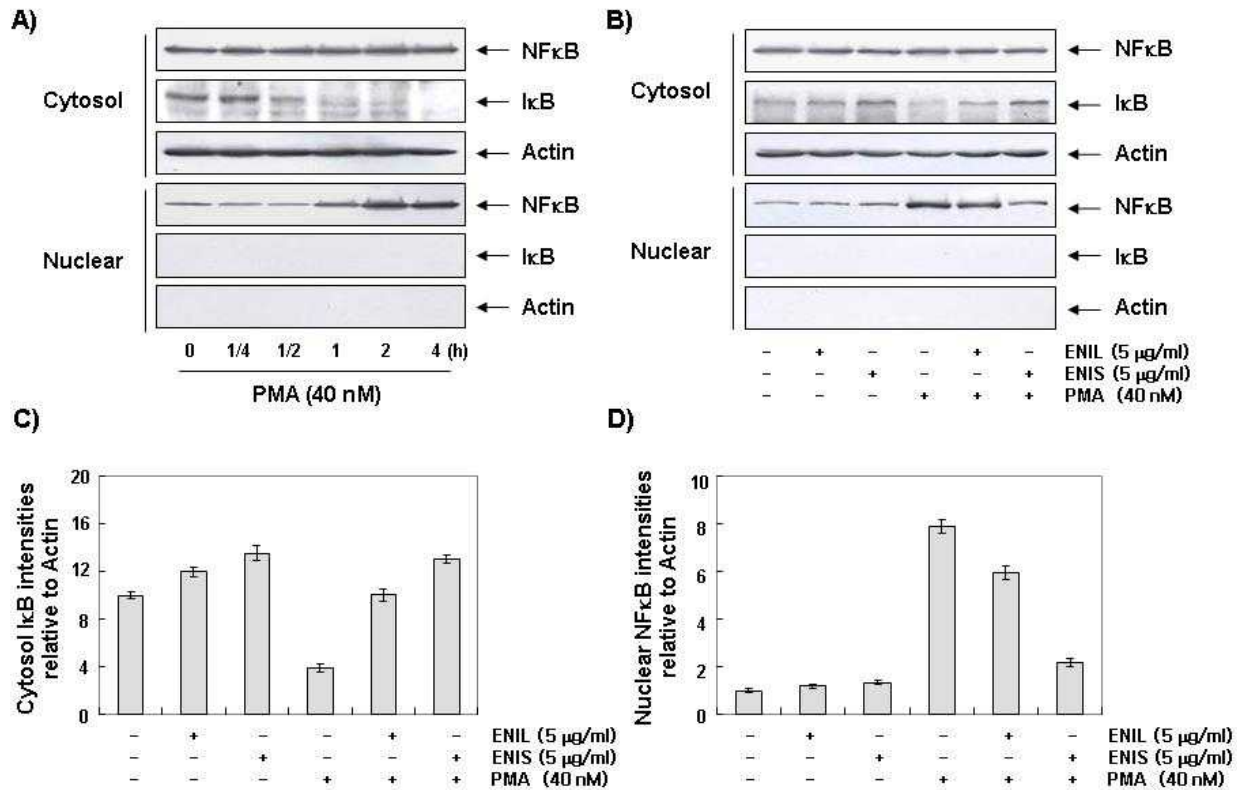 A)
NFκB
Cytosol
IκB
Actin
NFκB
Nuclear
IκB
Actin
0 1/4 1/2 1 2 4 (h)
PMA (40 nM)
B)
NFκB
Cytosol
IκB
Actin
NFκB
Nuclear
IκB
Actin
- + - - + - ENIL (5 μg/ml)
- - + - - + ENIS (5 μg/ml)
- - - + + + PMA (40 nM)
C)
Cytosol IκB intensities
relative to Actin
20
16
12
8
4
0
- + - - + - ENIL (5 μg/ml)
- - + - - + ENIS (5 μg/ml)
- - - + + + PMA (40 nM)
D)
Nuclear NFκB intensities
relative to Actin
10
8
6
4
2
0
- + - - + - ENIL (5 μg/ml)
- - + - - + ENIS (5 μg/ml)
- - - + + + PMA (40 nM)